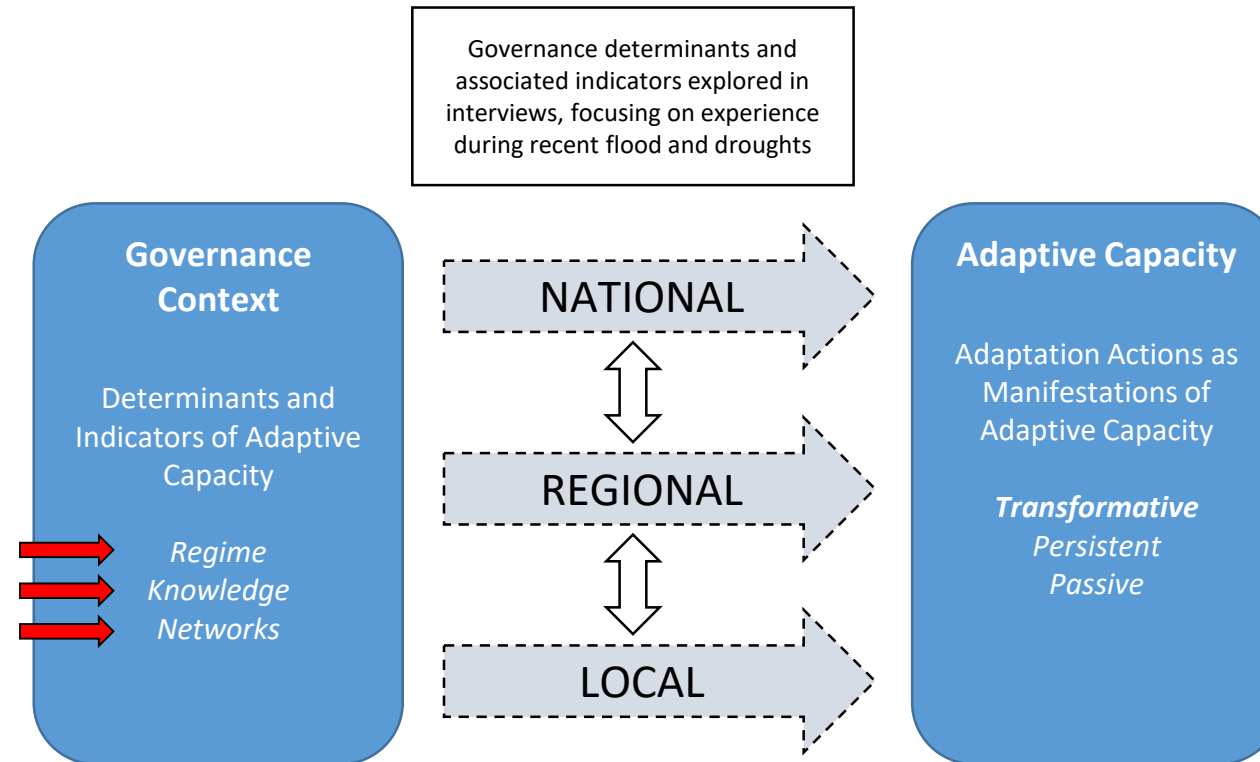 Governance determinants and
associated indicators explored in
interviews, focusing on experience
during recent flood and droughts
Governance
Context
Determinants and
Indicators of Adaptive
Capacity
Regime
Knowledge
Networks
NATIONAL
REGIONAL
LOCAL
Adaptive Capacity
Adaptation Actions as
Manifestations of
Adaptive Capacity
Transformative
Persistent
Passive